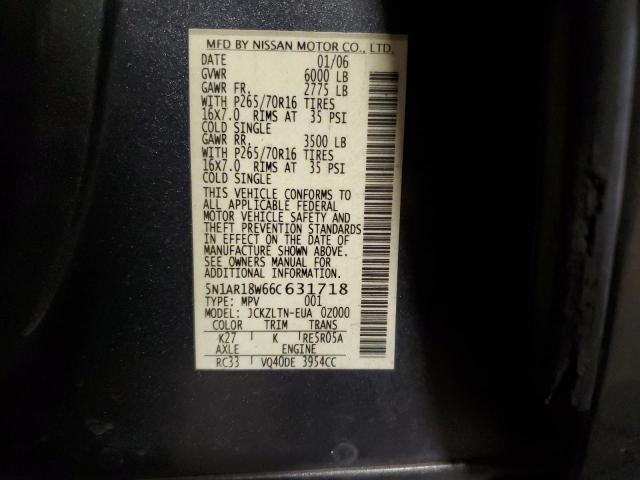 MFD BY NISSAN MOTOR CO., LTD.
DATE 01/06
GVWR 6000 LB
GAWR FR. 2775 LB
WITH P265/70R16 TIRES
16X7.0 RIMS AT 35 PSI
COLD SINGLE
GAWR RR. 3500 LB
WITH P265/70R16 TIRES
16X7.0 RIMS AT 35 PSI
COLD SINGLE
THIS VEHICLE CONFORMS TO
ALL APPLICABLE FEDERAL
MOTOR VEHICLE SAFETY AND
THEFT PREVENTION STANDARDS
IN EFFECT ON THE DATE OF
MANUFACTURE SHOWN ABOVE.
SEE OWNERS MANUAL FOR
ADDITIONAL INFORMATION.
5N1AR18W66C631718
TYPE: MPV 001
MODEL: JCKZLTN-EUA 0Z000
COLOR TRIM TRANS
K27 K RE5R05A
AXLE ENGINE
RC33 VQ40DE 3954CC